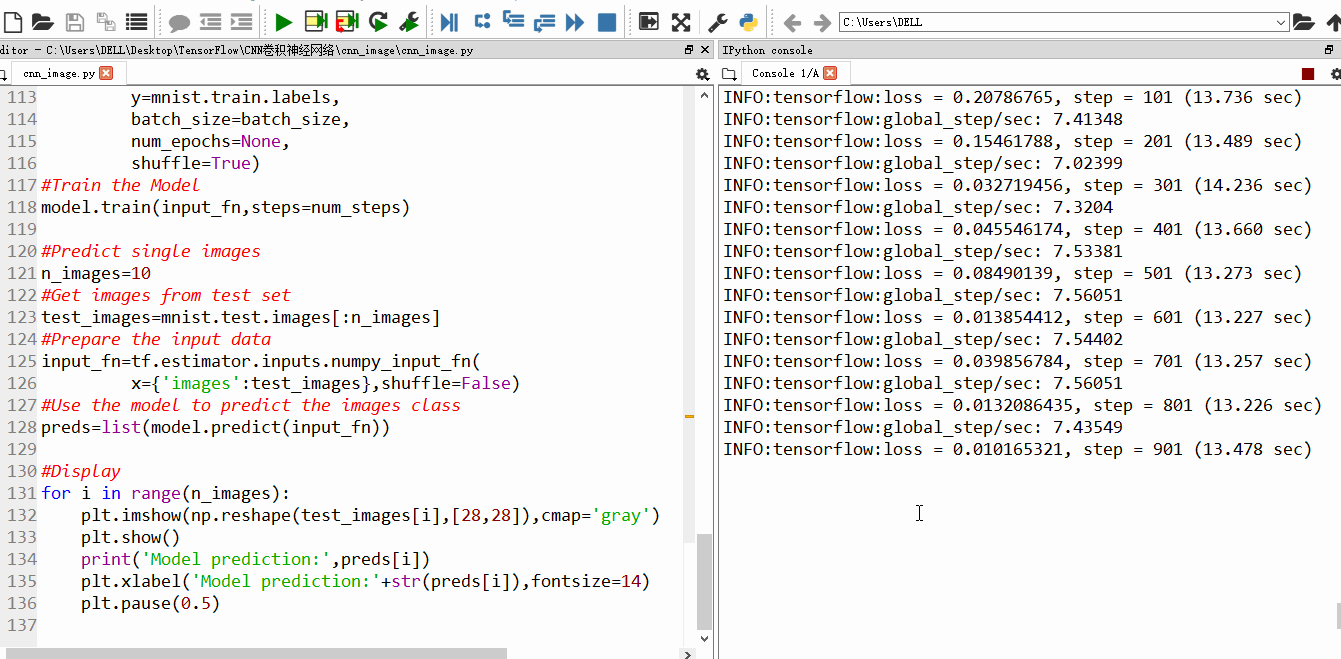 C:\Users\DELL
ditor - C:\Users\DELL\Desktop\TensorFlow\CNN卷积神经网络\cnn_image\cnn_image.py
IPython console
cnn_image.py
Console 1/A
113 y=mnist.train.labels,
114 batch_size=batch_size,
115 num_epochs=None,
116 shuffle=True)
117 #Train the Model
118 model.train(input_fn,steps=num_steps)
119
120 #Predict single images
121 n_images=10
122 #Get images from test set
123 test_images=mnist.test.images[:n_images]
124 #Prepare the input data
125 input_fn=tf.estimator.inputs.numpy_input_fn(
126 x={'images':test_images},shuffle=False)
127 #Use the model to predict the images class
128 preds=list(model.predict(input_fn))
129
130 #Display
131 for i in range(n_images):
132 plt.imshow(np.reshape(test_images[i],[28,28]),cmap='gray')
133 plt.show()
134 print('Model prediction:',preds[i])
135 plt.xlabel('Model prediction:'+str(preds[i]),fontsize=14)
136 plt.pause(0.5)
137
INFO:tensorflow:loss = 0.20786765, step = 101 (13.736 sec)
INFO:tensorflow:global_step/sec: 7.41348
INFO:tensorflow:loss = 0.15461788, step = 201 (13.489 sec)
INFO:tensorflow:global_step/sec: 7.02399
INFO:tensorflow:loss = 0.032719456, step = 301 (14.236 sec)
INFO:tensorflow:global_step/sec: 7.3204
INFO:tensorflow:loss = 0.045546174, step = 401 (13.660 sec)
INFO:tensorflow:global_step/sec: 7.53381
INFO:tensorflow:loss = 0.08490139, step = 501 (13.273 sec)
INFO:tensorflow:global_step/sec: 7.56051
INFO:tensorflow:loss = 0.013854412, step = 601 (13.227 sec)
INFO:tensorflow:global_step/sec: 7.54402
INFO:tensorflow:loss = 0.039856784, step = 701 (13.257 sec)
INFO:tensorflow:global_step/sec: 7.56051
INFO:tensorflow:loss = 0.0132086435, step = 801 (13.226 sec)
INFO:tensorflow:global_step/sec: 7.43549
INFO:tensorflow:loss = 0.010165321, step = 901 (13.478 sec)